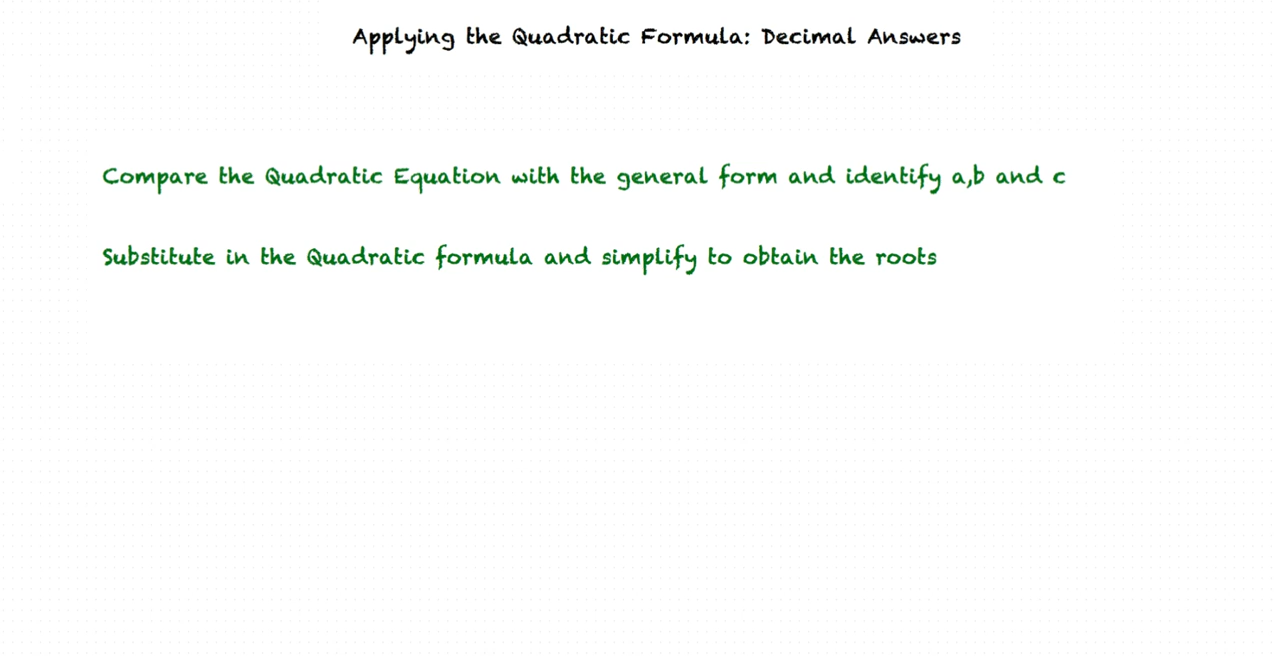 Applying the Quadratic Formula: Decimal Answers
Compare the Quadratic Equation with the general form and identify a,b and c
Substitute in the Quadratic formula and simplify to obtain the roots